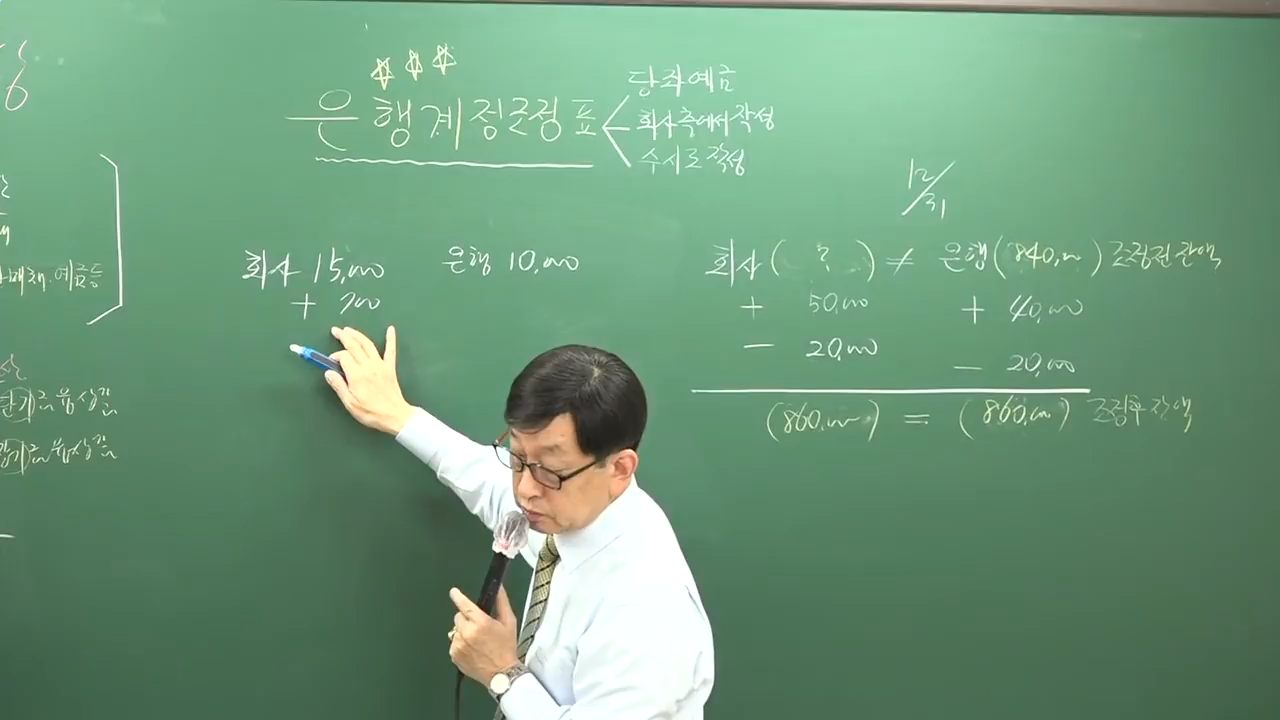 은행계정조정표
당좌예금
회사측에서 작성
수시로 작성
12/31
회사 15,000
+ 700
은행 10,000
회사( ? ) ≠ 은행(840,000) 조정전 잔액
+ 50,000 + 40,000
- 20,000 - 20,000
(860,000) = (860,000) 조정후 잔액